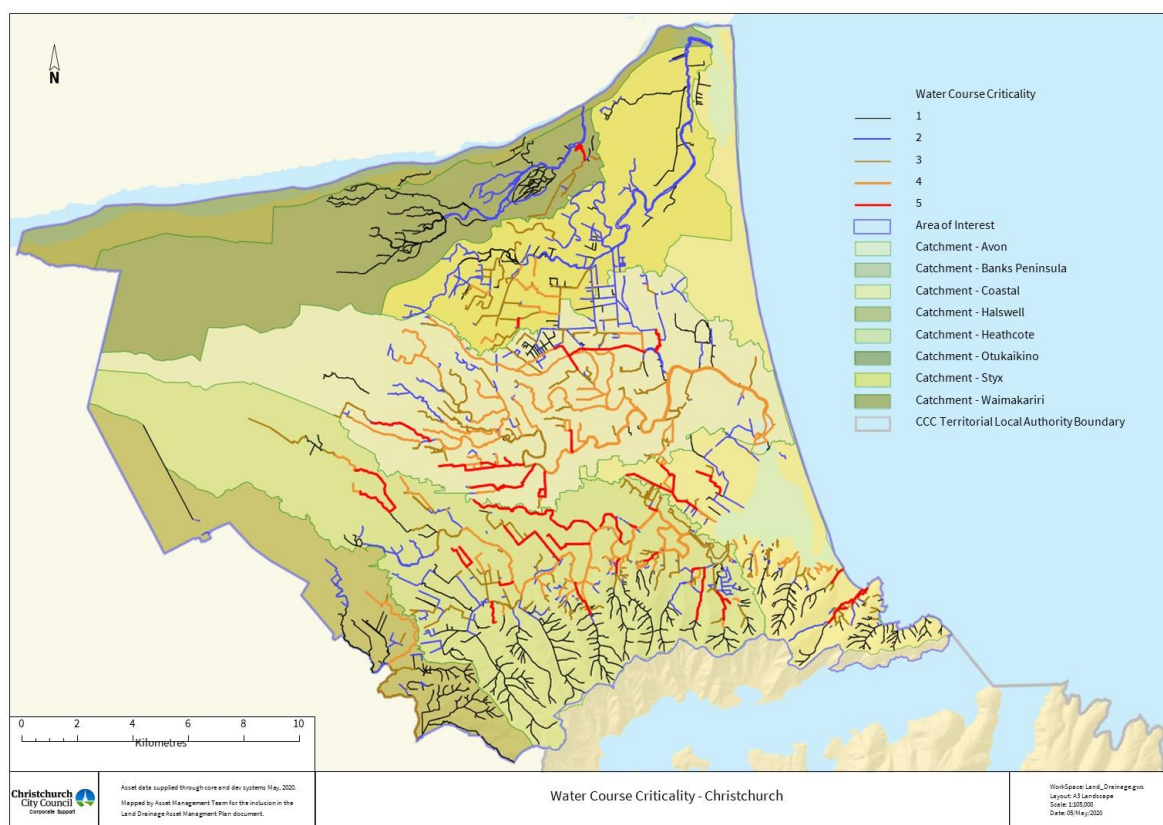 N
Water Course Criticality
1
2
3
4
5
Area of Interest
Catchment - Avon
Catchment - Banks Peninsula
Catchment - Coastal
Catchment - Halswell
Catchment - Heathcote
Catchment - Otukaikino
Catchment - Styx
Catchment - Waimakariri
CCC Territorial Local Authority Boundary
0 2 4 6 8 10
Kilometres
Christchurch
City Council
Corporate Support
Asset data supplied through core and dev systems May, 2020.
Mapped by Asset Management Team for the inclusion in the
Land Drainage Asset Managment Plan document.
Water Course Criticality - Christchurch
WorkSpace: Land_Drainage.gws
Layout: A3 Landscape
Scale: 1:105,000
Date: 05/May/2020